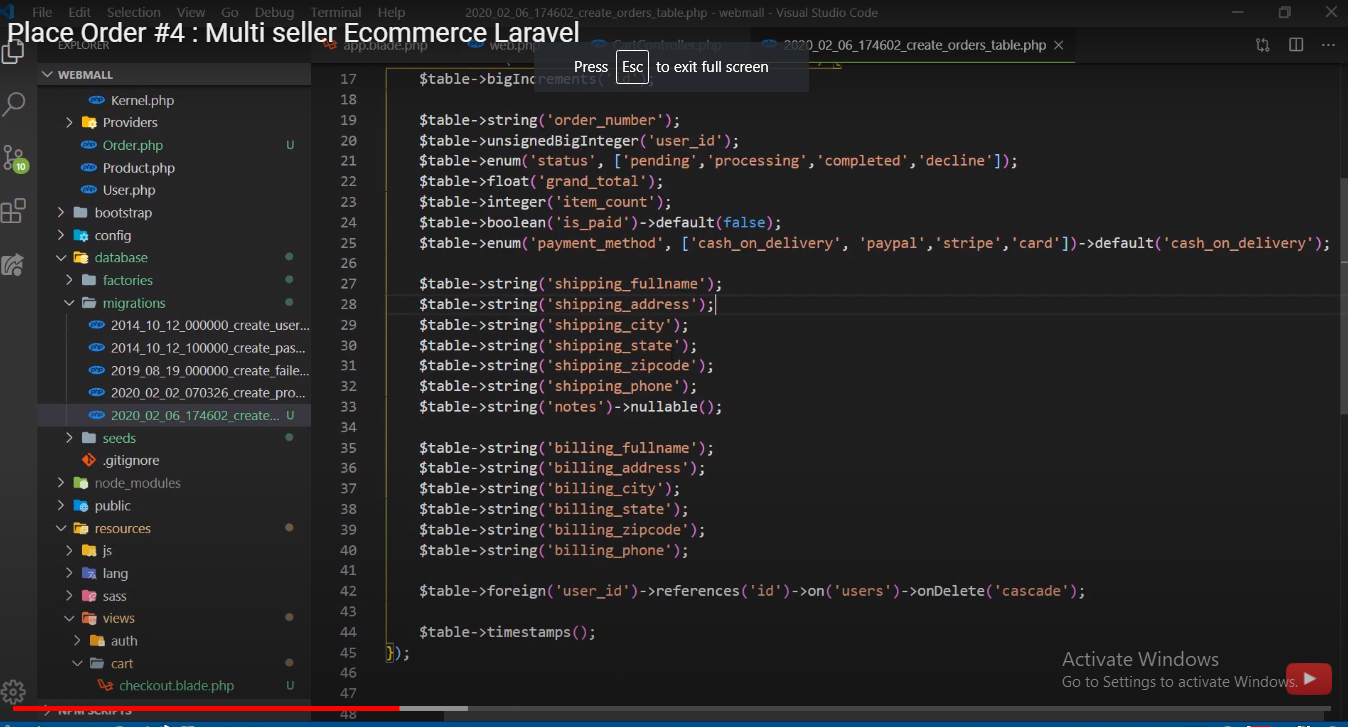 File Edit Selection View Go Debug Terminal Help 2020_02_06_174602_create_orders_table.php - webmall - Visual Studio Code
Place Order #4 : Multi seller Ecommerce Laravel
EXPLORER
app.blade.php web.php CartController.php 2020_02_06_174602_create_orders_table.php
Press Esc to exit full screen
WEBMALL
Kernel.php
Providers
Order.php U
Product.php
User.php
bootstrap
config
database
factories
migrations
2014_10_12_000000_create_user...
2014_10_12_100000_create_pas...
2019_08_19_000000_create_faile...
2020_02_02_070326_create_pro...
2020_02_06_174602_create... U
seeds
.gitignore
node_modules
public
resources
js
lang
sass
views
auth
cart
checkout.blade.php U
NPM SCRIPTS
10
17 $table->bigIncrements('id');
18
19 $table->string('order_number');
20 $table->unsignedBigInteger('user_id');
21 $table->enum('status', ['pending','processing','completed','decline']);
22 $table->float('grand_total');
23 $table->integer('item_count');
24 $table->boolean('is_paid')->default(false);
25 $table->enum('payment_method', ['cash_on_delivery', 'paypal','stripe','card'])->default('cash_on_delivery');
26
27 $table->string('shipping_fullname');
28 $table->string('shipping_address');
29 $table->string('shipping_city');
30 $table->string('shipping_state');
31 $table->string('shipping_zipcode');
32 $table->string('shipping_phone');
33 $table->string('notes')->nullable();
34
35 $table->string('billing_fullname');
36 $table->string('billing_address');
37 $table->string('billing_city');
38 $table->string('billing_state');
39 $table->string('billing_zipcode');
40 $table->string('billing_phone');
41
42 $table->foreign('user_id')->references('id')->on('users')->onDelete('cascade');
43
44 $table->timestamps();
45 });
46
47
48
Activate Windows
Go to Settings to activate Windows.